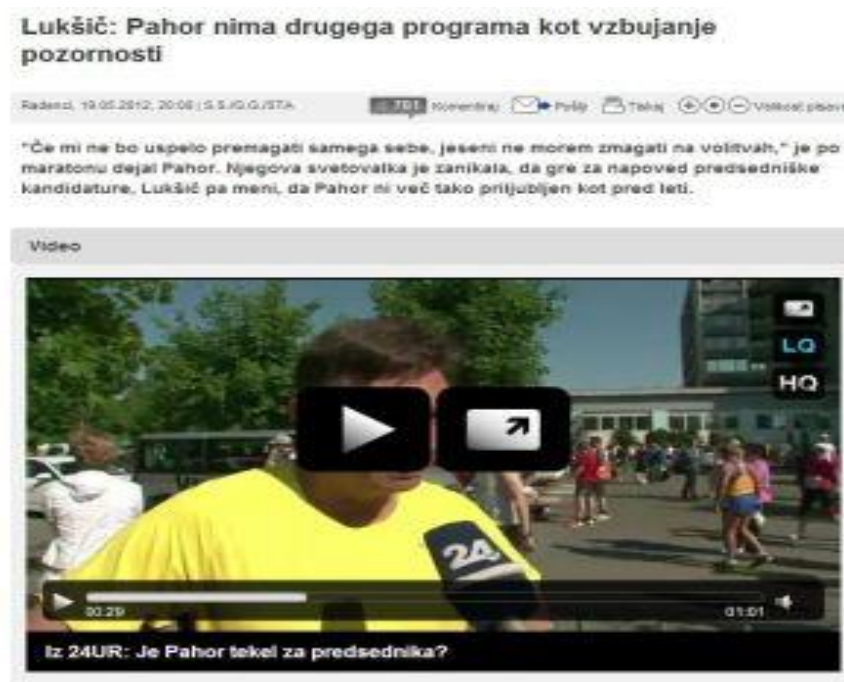 Lukšič: Pahor nima drugega programa kot vzbujanje
pozornosti
Radenci, 19.05.2012, 20:08 | S.S./G.G./STA
701 Komentiraj Pošlji Tiskaj Velikost pisave
"Če mi ne bo uspelo premagati samega sebe, jeseni ne morem zmagati na volitvah," je po
maratonu dejal Pahor. Njegova svetovalka je zanikala, da gre za napoved predsedniške
kandidature, Lukšič pa meni, da Pahor ni več tako priljubljen kot pred leti.
Video
LQ
HQ
24
00:29 01:01
Iz 24UR: Je Pahor tekel za predsednika?